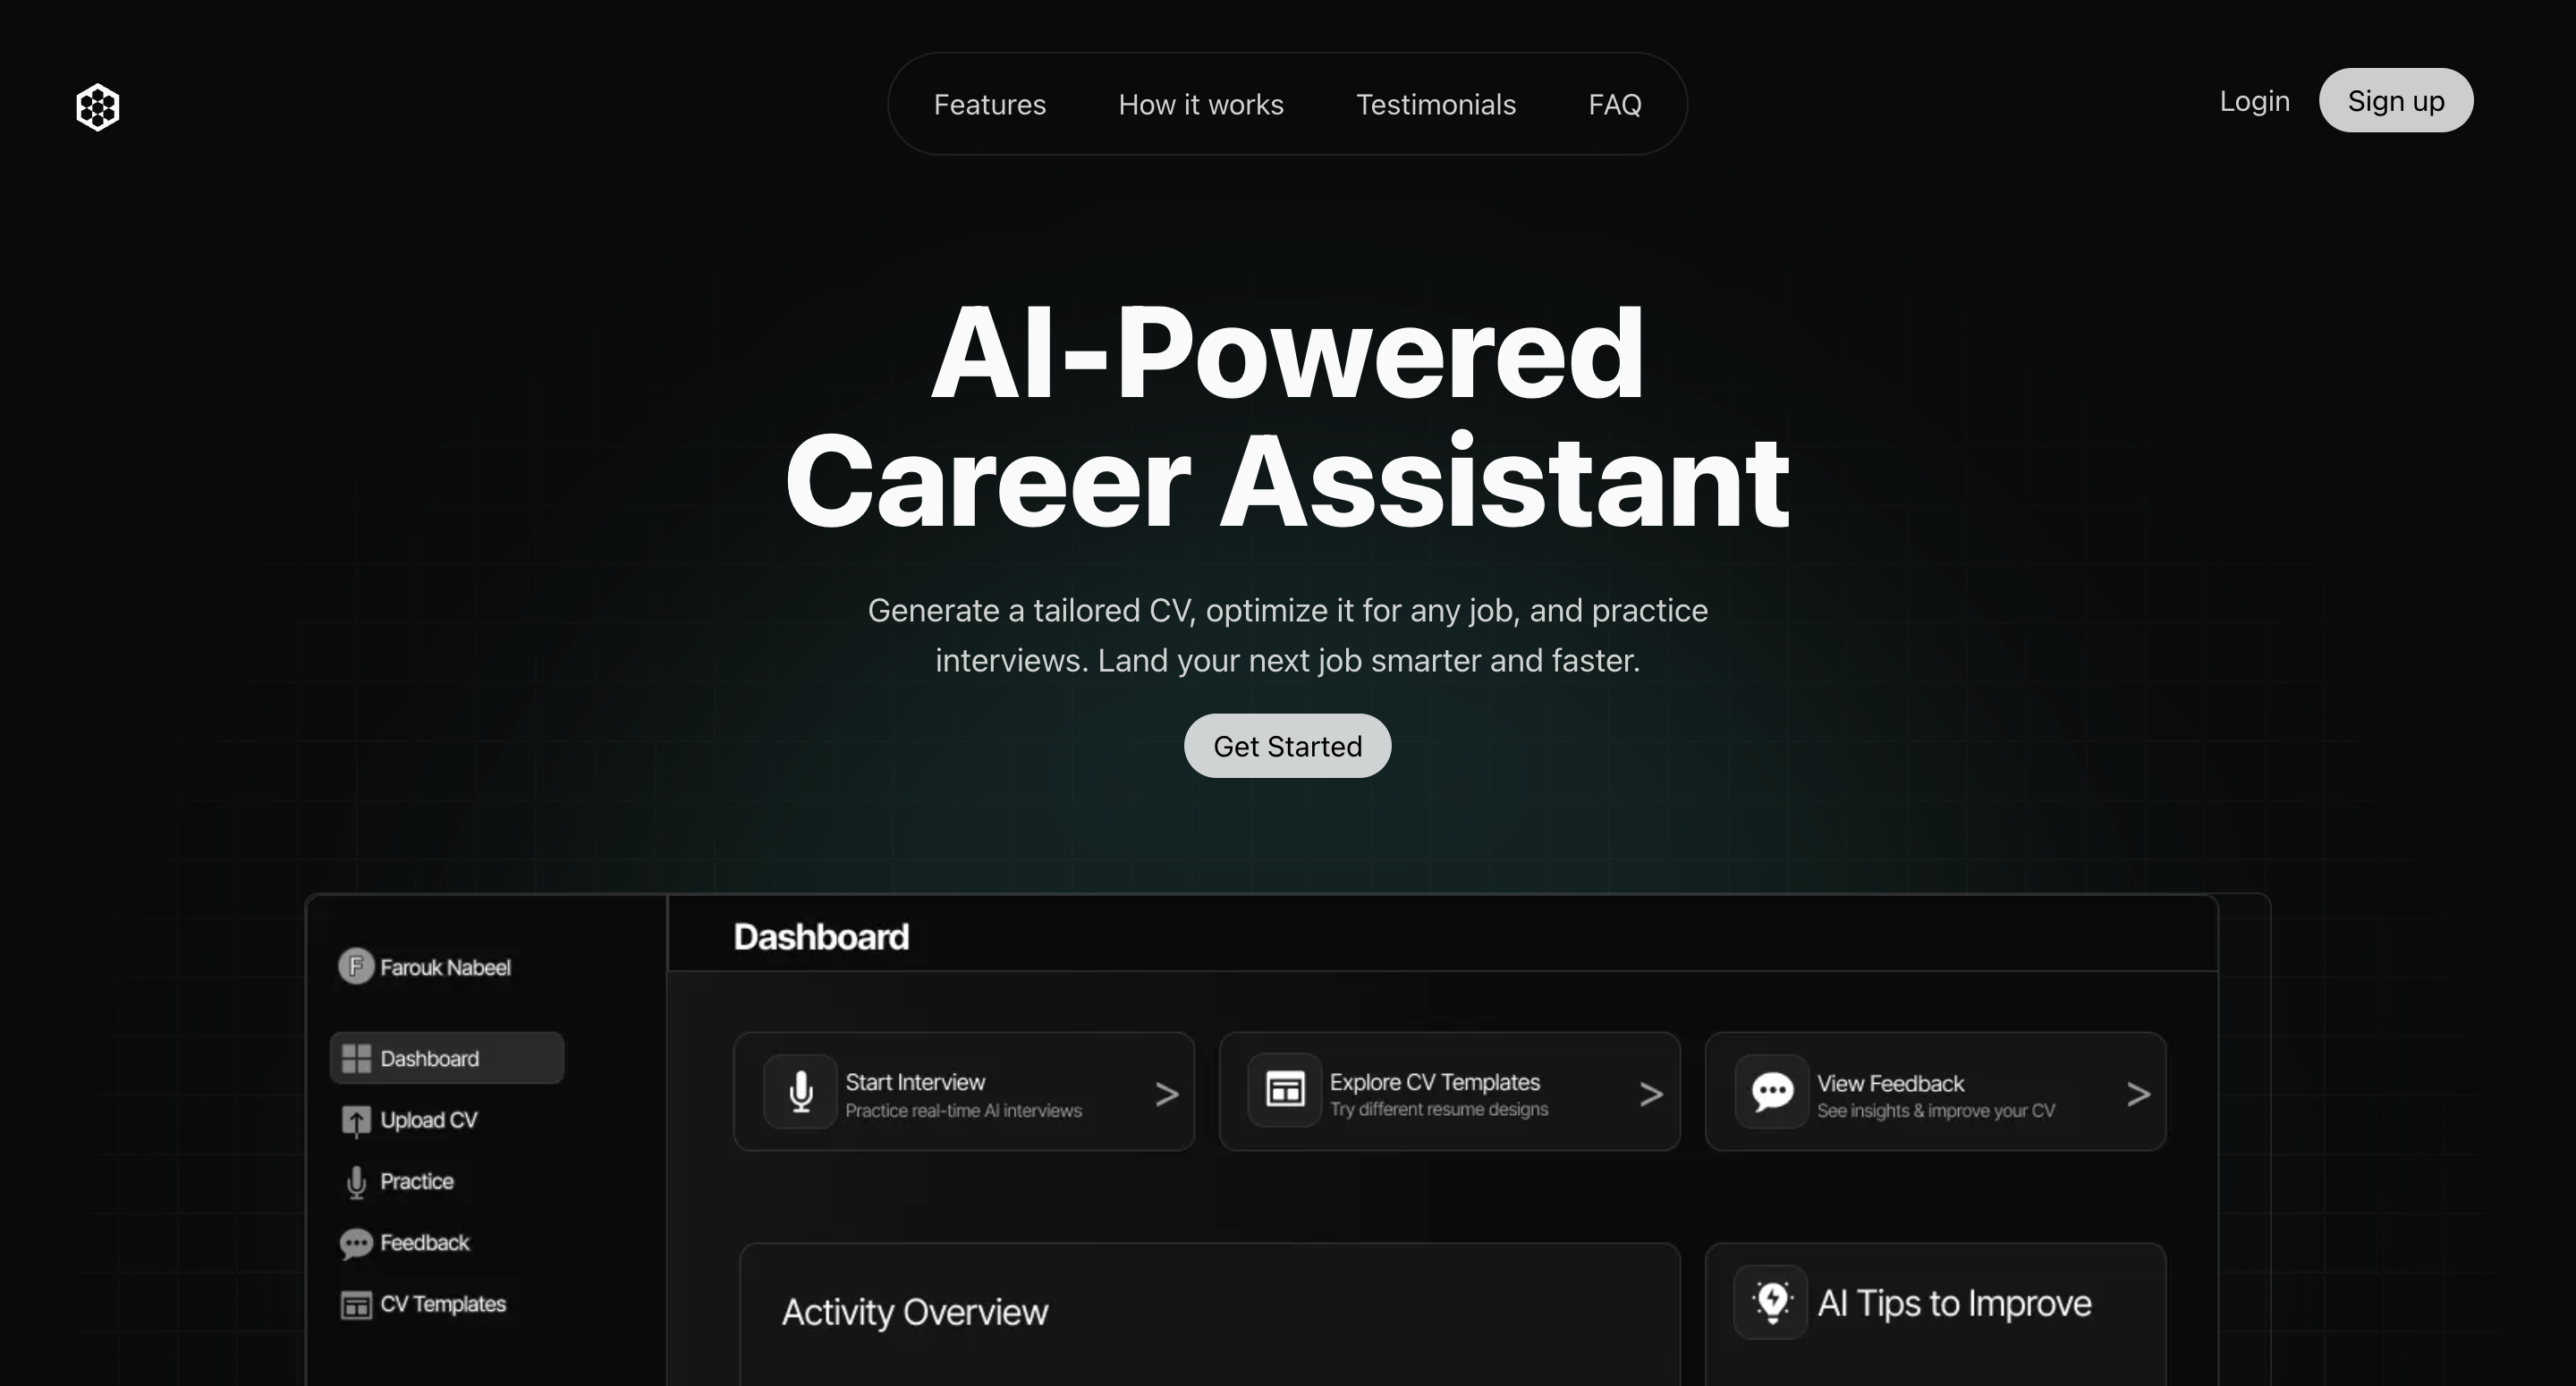 Features
How it works
Testimonials
FAQ
Login
Sign up
AI-Powered
Career Assistant
Generate a tailored CV, optimize it for any job, and practice
interviews. Land your next job smarter and faster.
Get Started
F
Farouk Nabeel
Dashboard
Upload CV
Practice
Feedback
CV Templates
Dashboard
Start Interview
Practice real-time AI interviews
>
Explore CV Templates
Try different resume designs
>
View Feedback
See insights & improve your CV
>
Activity Overview
AI Tips to Improve